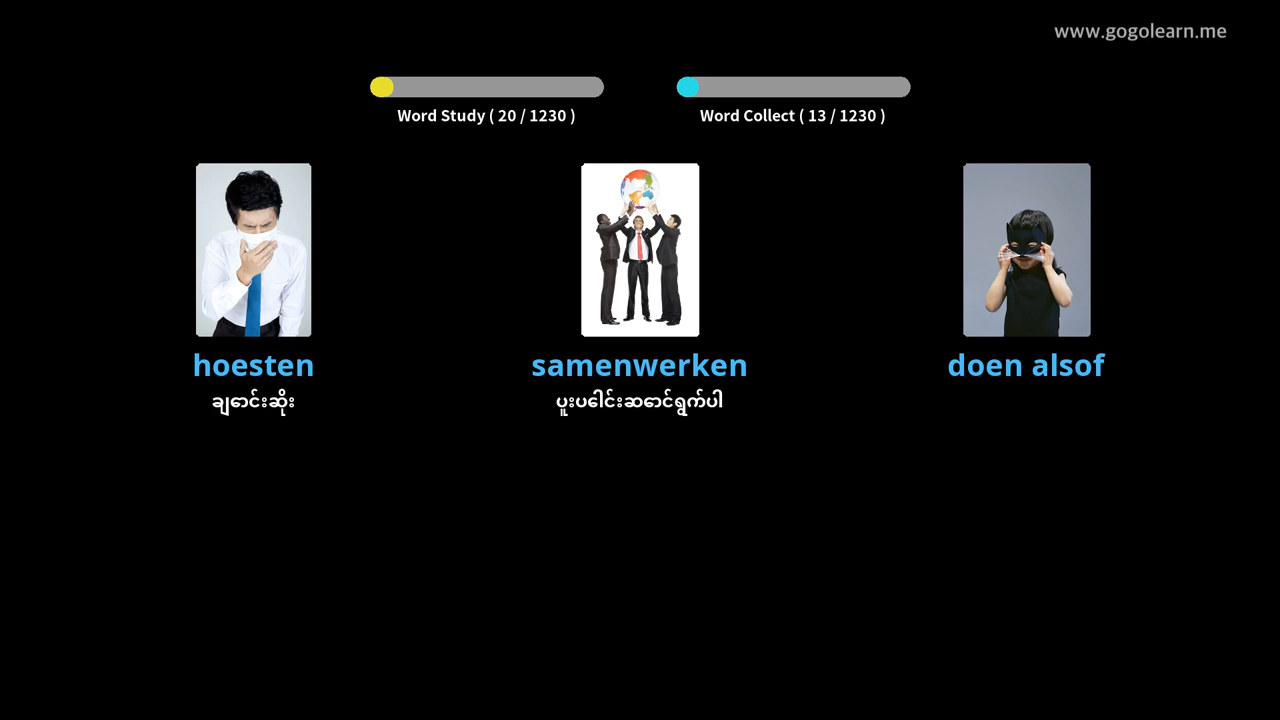 www.gogolearn.me
Word Study ( 20 / 1230 )
Word Collect ( 13 / 1230 )
hoesten
samenwerken
doen alsof
ချောင်းဆိုး
ပူးပေါင်းဆောင်ရွက်ပါ